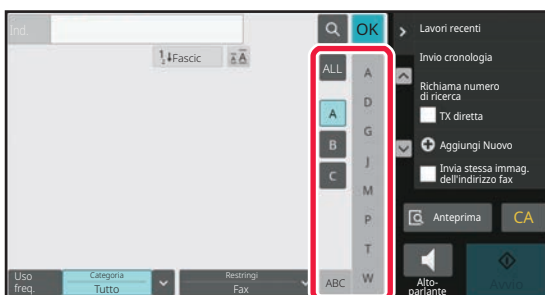 Ind.
OK
1↓Fascic
ALL
A
B
C
ABC
A
D
G
J
M
P
T
W
Uso
freq.
Categoria
Tutto
Restringi
Fax
Lavori recenti
Invio cronologia
Richiama numero
di ricerca
TX diretta
Aggiungi Nuovo
Invia stessa immag.
dell'indirizzo fax
Anteprima
CA
Alto-
parlante
Avvio